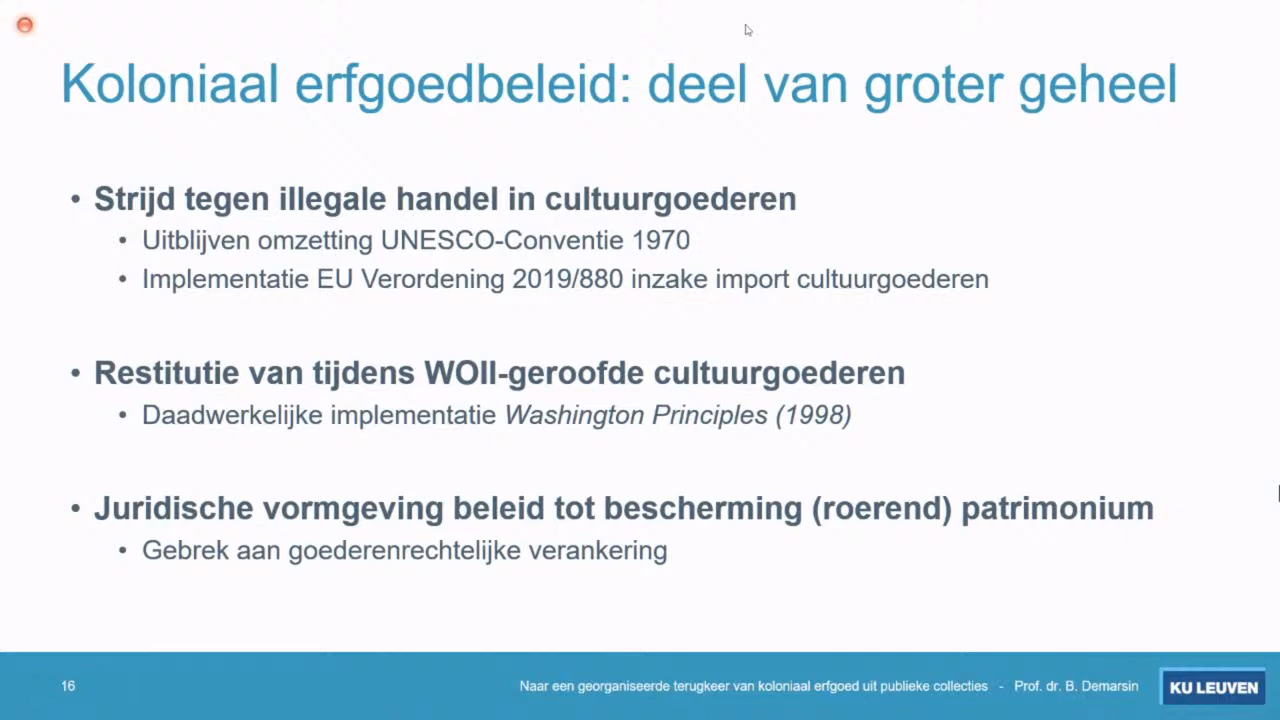 Koloniaal erfgoedbeleid: deel van groter geheel
• Strijd tegen illegale handel in cultuurgoederen
• Uitblijven omzetting UNESCO-Conventie 1970
• Implementatie EU Verordening 2019/880 inzake import cultuurgoederen
• Restitutie van tijdens WOII-geroofde cultuurgoederen
• Daadwerkelijke implementatie Washington Principles (1998)
• Juridische vormgeving beleid tot bescherming (roerend) patrimonium
• Gebrek aan goederenrechtelijke verankering
16 Naar een georganiseerde terugkeer van koloniaal erfgoed uit publieke collecties - Prof. dr. B. Demarsin KU LEUVEN